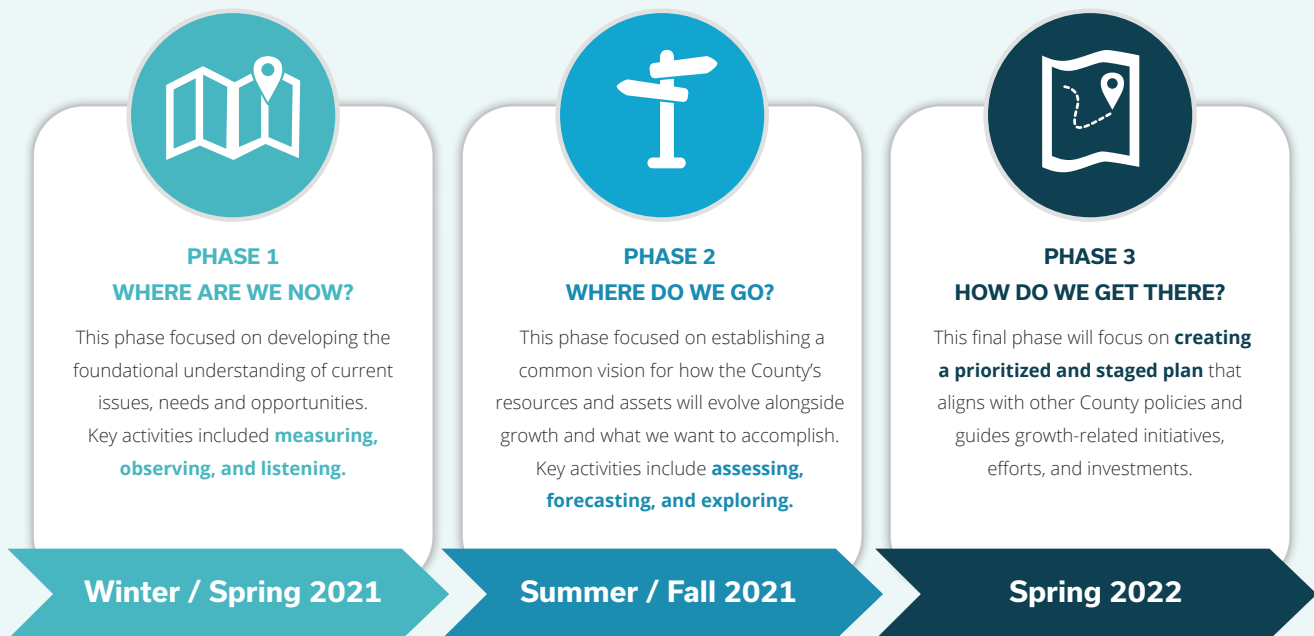 PHASE 1
WHERE ARE WE NOW?
This phase focused on developing the
foundational understanding of current
issues, needs and opportunities.
Key activities included measuring,
observing, and listening.
Winter / Spring 2021
PHASE 2
WHERE DO WE GO?
This phase focused on establishing a
common vision for how the County’s
resources and assets will evolve alongside
growth and what we want to accomplish.
Key activities include assessing,
forecasting, and exploring.
Summer / Fall 2021
PHASE 3
HOW DO WE GET THERE?
This final phase will focus on creating
a prioritized and staged plan that
aligns with other County policies and
guides growth-related initiatives,
efforts, and investments.
Spring 2022